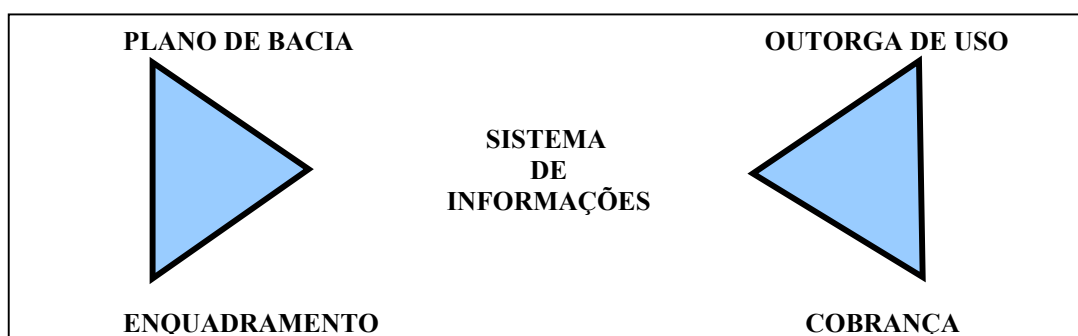 PLANO DE BACIA
OUTORGA DE USO
SISTEMA
DE
INFORMAÇÕES
ENQUADRAMENTO
COBRANÇA